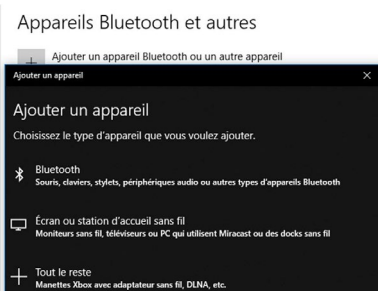 Appareils Bluetooth et autres
Ajouter un appareil Bluetooth ou un autre appareil
Ajouter un appareil
Ajouter un appareil
Choisissez le type d'appareil que vous voulez ajouter.
Bluetooth
Souris, claviers, stylets, périphériques audio ou autres types d'appareils Bluetooth
Écran ou station d'accueil sans fil
Moniteurs sans fil, téléviseurs ou PC qui utilisent Miracast ou des docks sans fil
Tout le reste
Manettes Xbox avec adaptateur sans fil, DLNA, etc.